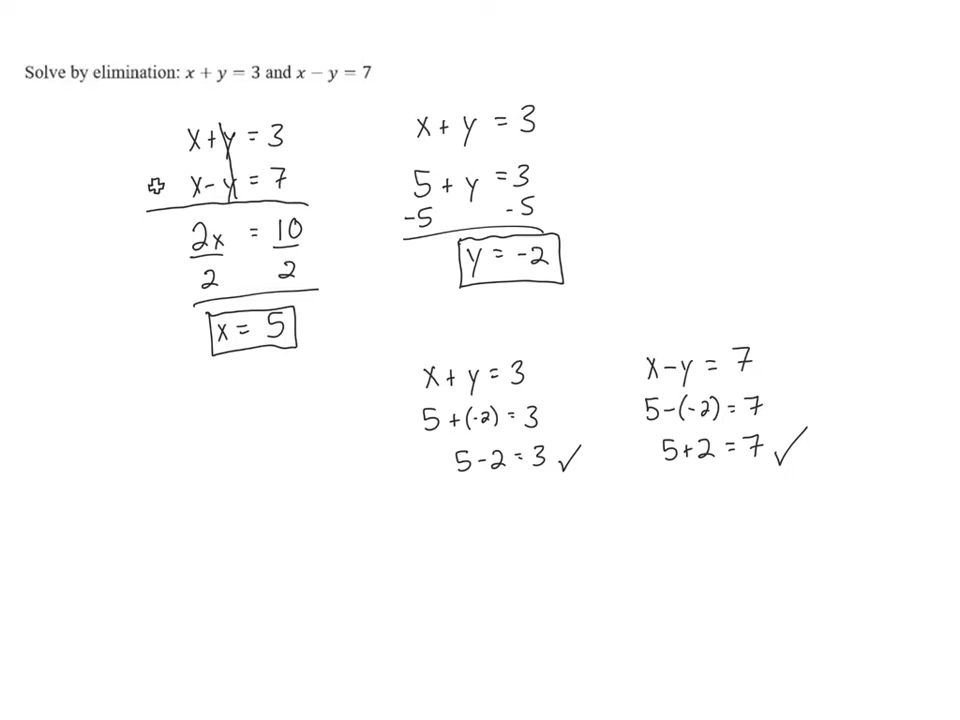 Solve by elimination: x + y = 3 and x − y = 7
x+y = 3
+ x-y = 7
2x = 10
2 2
x = 5
x + y = 3
5 + y = 3
-5 -5
y = -2
x + y = 3
5 + (-2) = 3
5 - 2 = 3 ✓
x - y = 7
5 - (-2) = 7
5 + 2 = 7 ✓